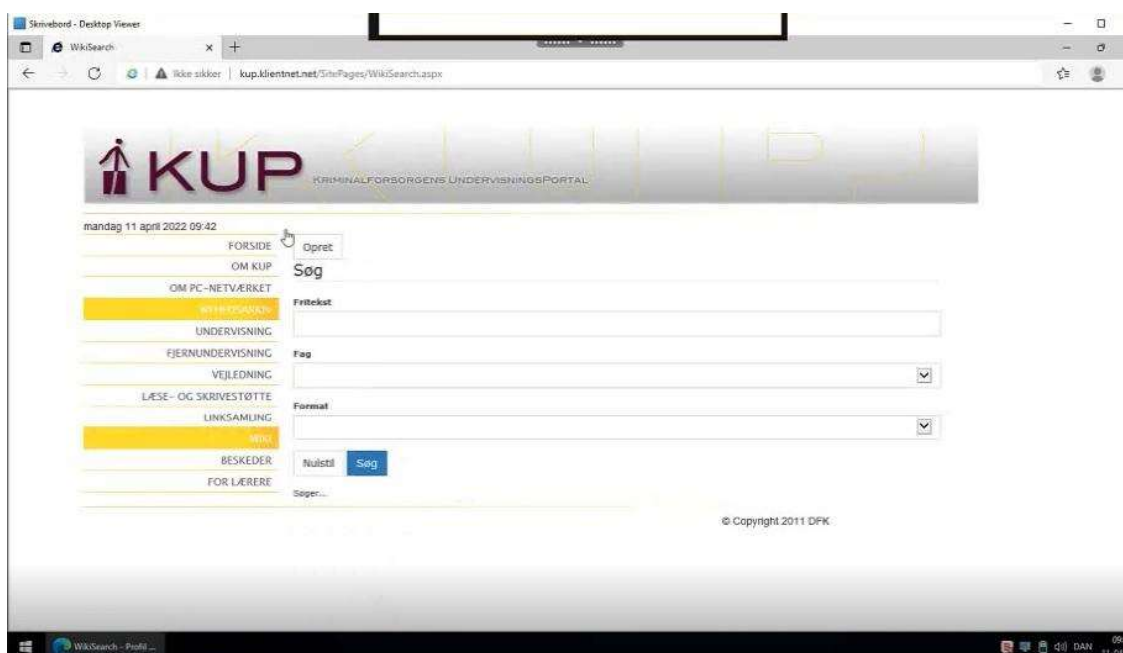 Skrivebord - Desktop Viewer
WikiSearch
Ikke sikker | kup.klientnet.net/SitePages/WikiSearch.aspx
KUP KRIMINALFORSORGENS UNDERVISNINGSPORTAL
mandag 11 april 2022 09:42
FORSIDE
OM KUP
OM PC-NETVÆRKET
NYHEDSARKIV
UNDERVISNING
FJERNUNDERVISNING
VEJLEDNING
LÆSE- OG SKRIVESTØTTE
LINKSAMLING
WIKI
BESKEDER
FOR LÆRERE
Opret
Søg
Fritekst
Fag
Format
Nulstil Søg
Søger...
© Copyright 2011 DFK
WikiSearch - Profil ...
DAN